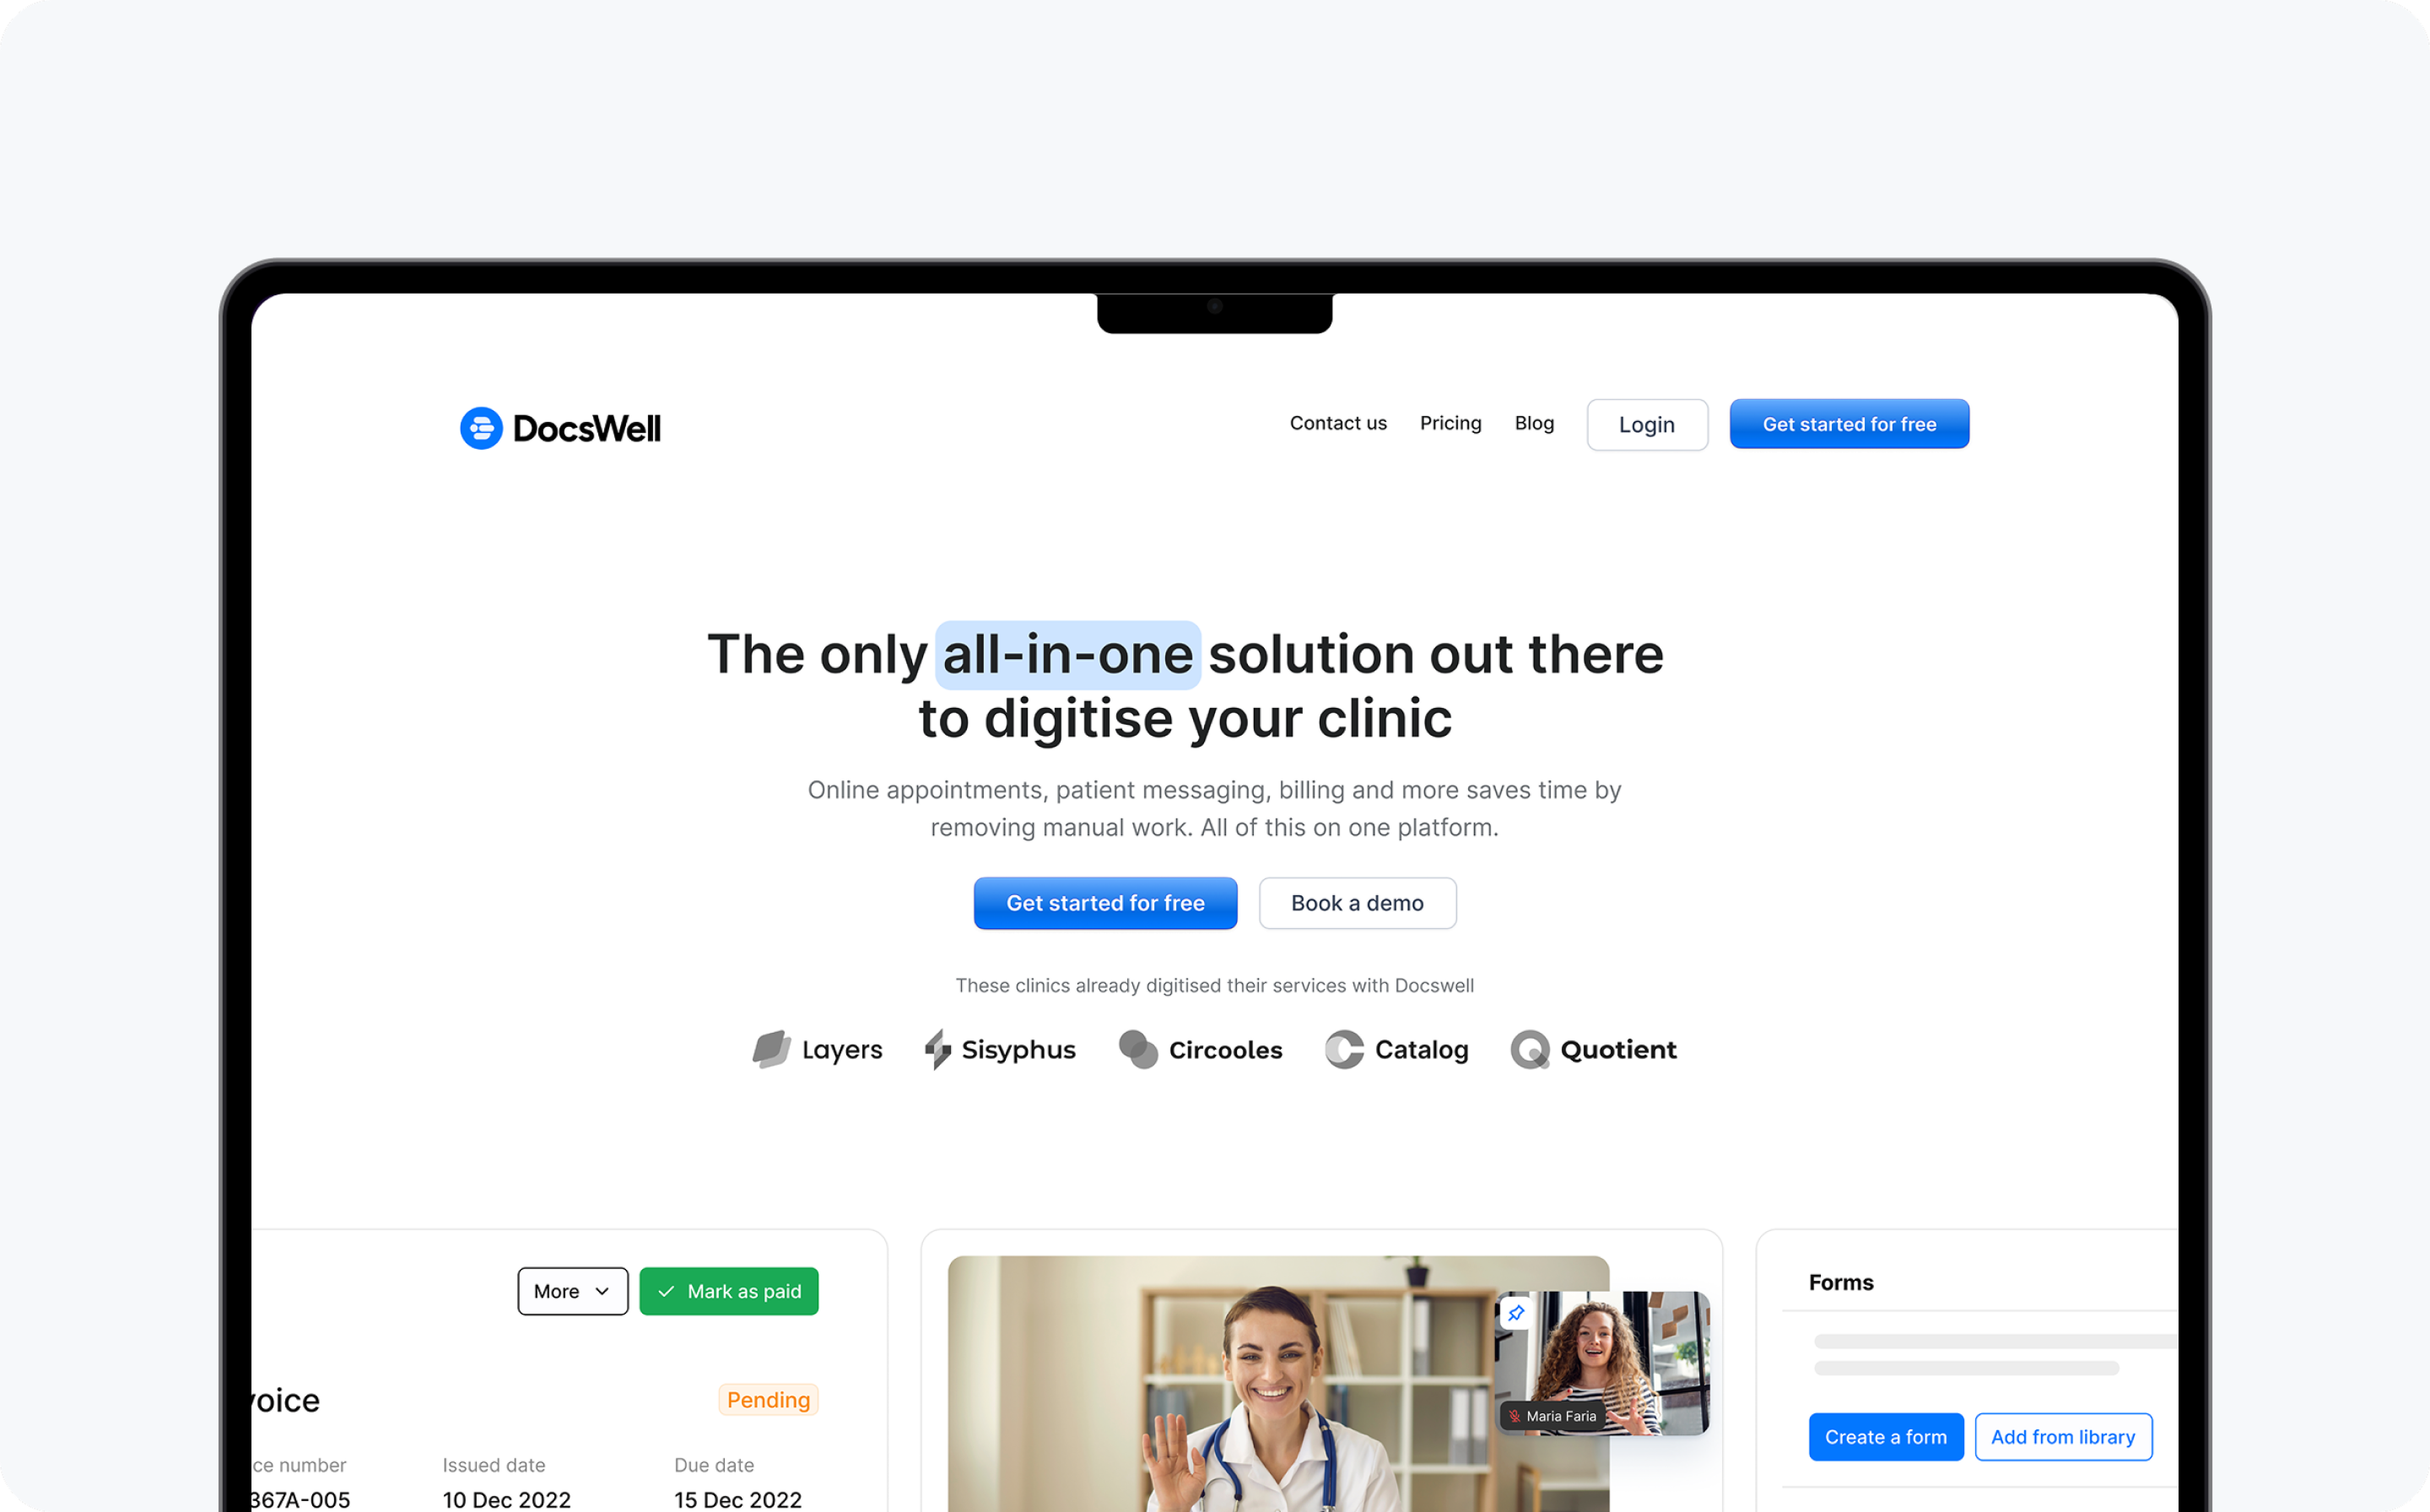 DocsWell
Contact us
Pricing
Blog
Login
Get started for free
The only all-in-one solution out there
to digitise your clinic
Online appointments, patient messaging, billing and more saves time by
removing manual work. All of this on one platform.
Get started for free
Book a demo
These clinics already digitised their services with Docswell
Layers
Sisyphus
Circooles
Catalog
Quotient
More
Mark as paid
voice
Pending
ce number
Issued date
Due date
367A-005
10 Dec 2022
15 Dec 2022
Maria Faria
Forms
Create a form
Add from library